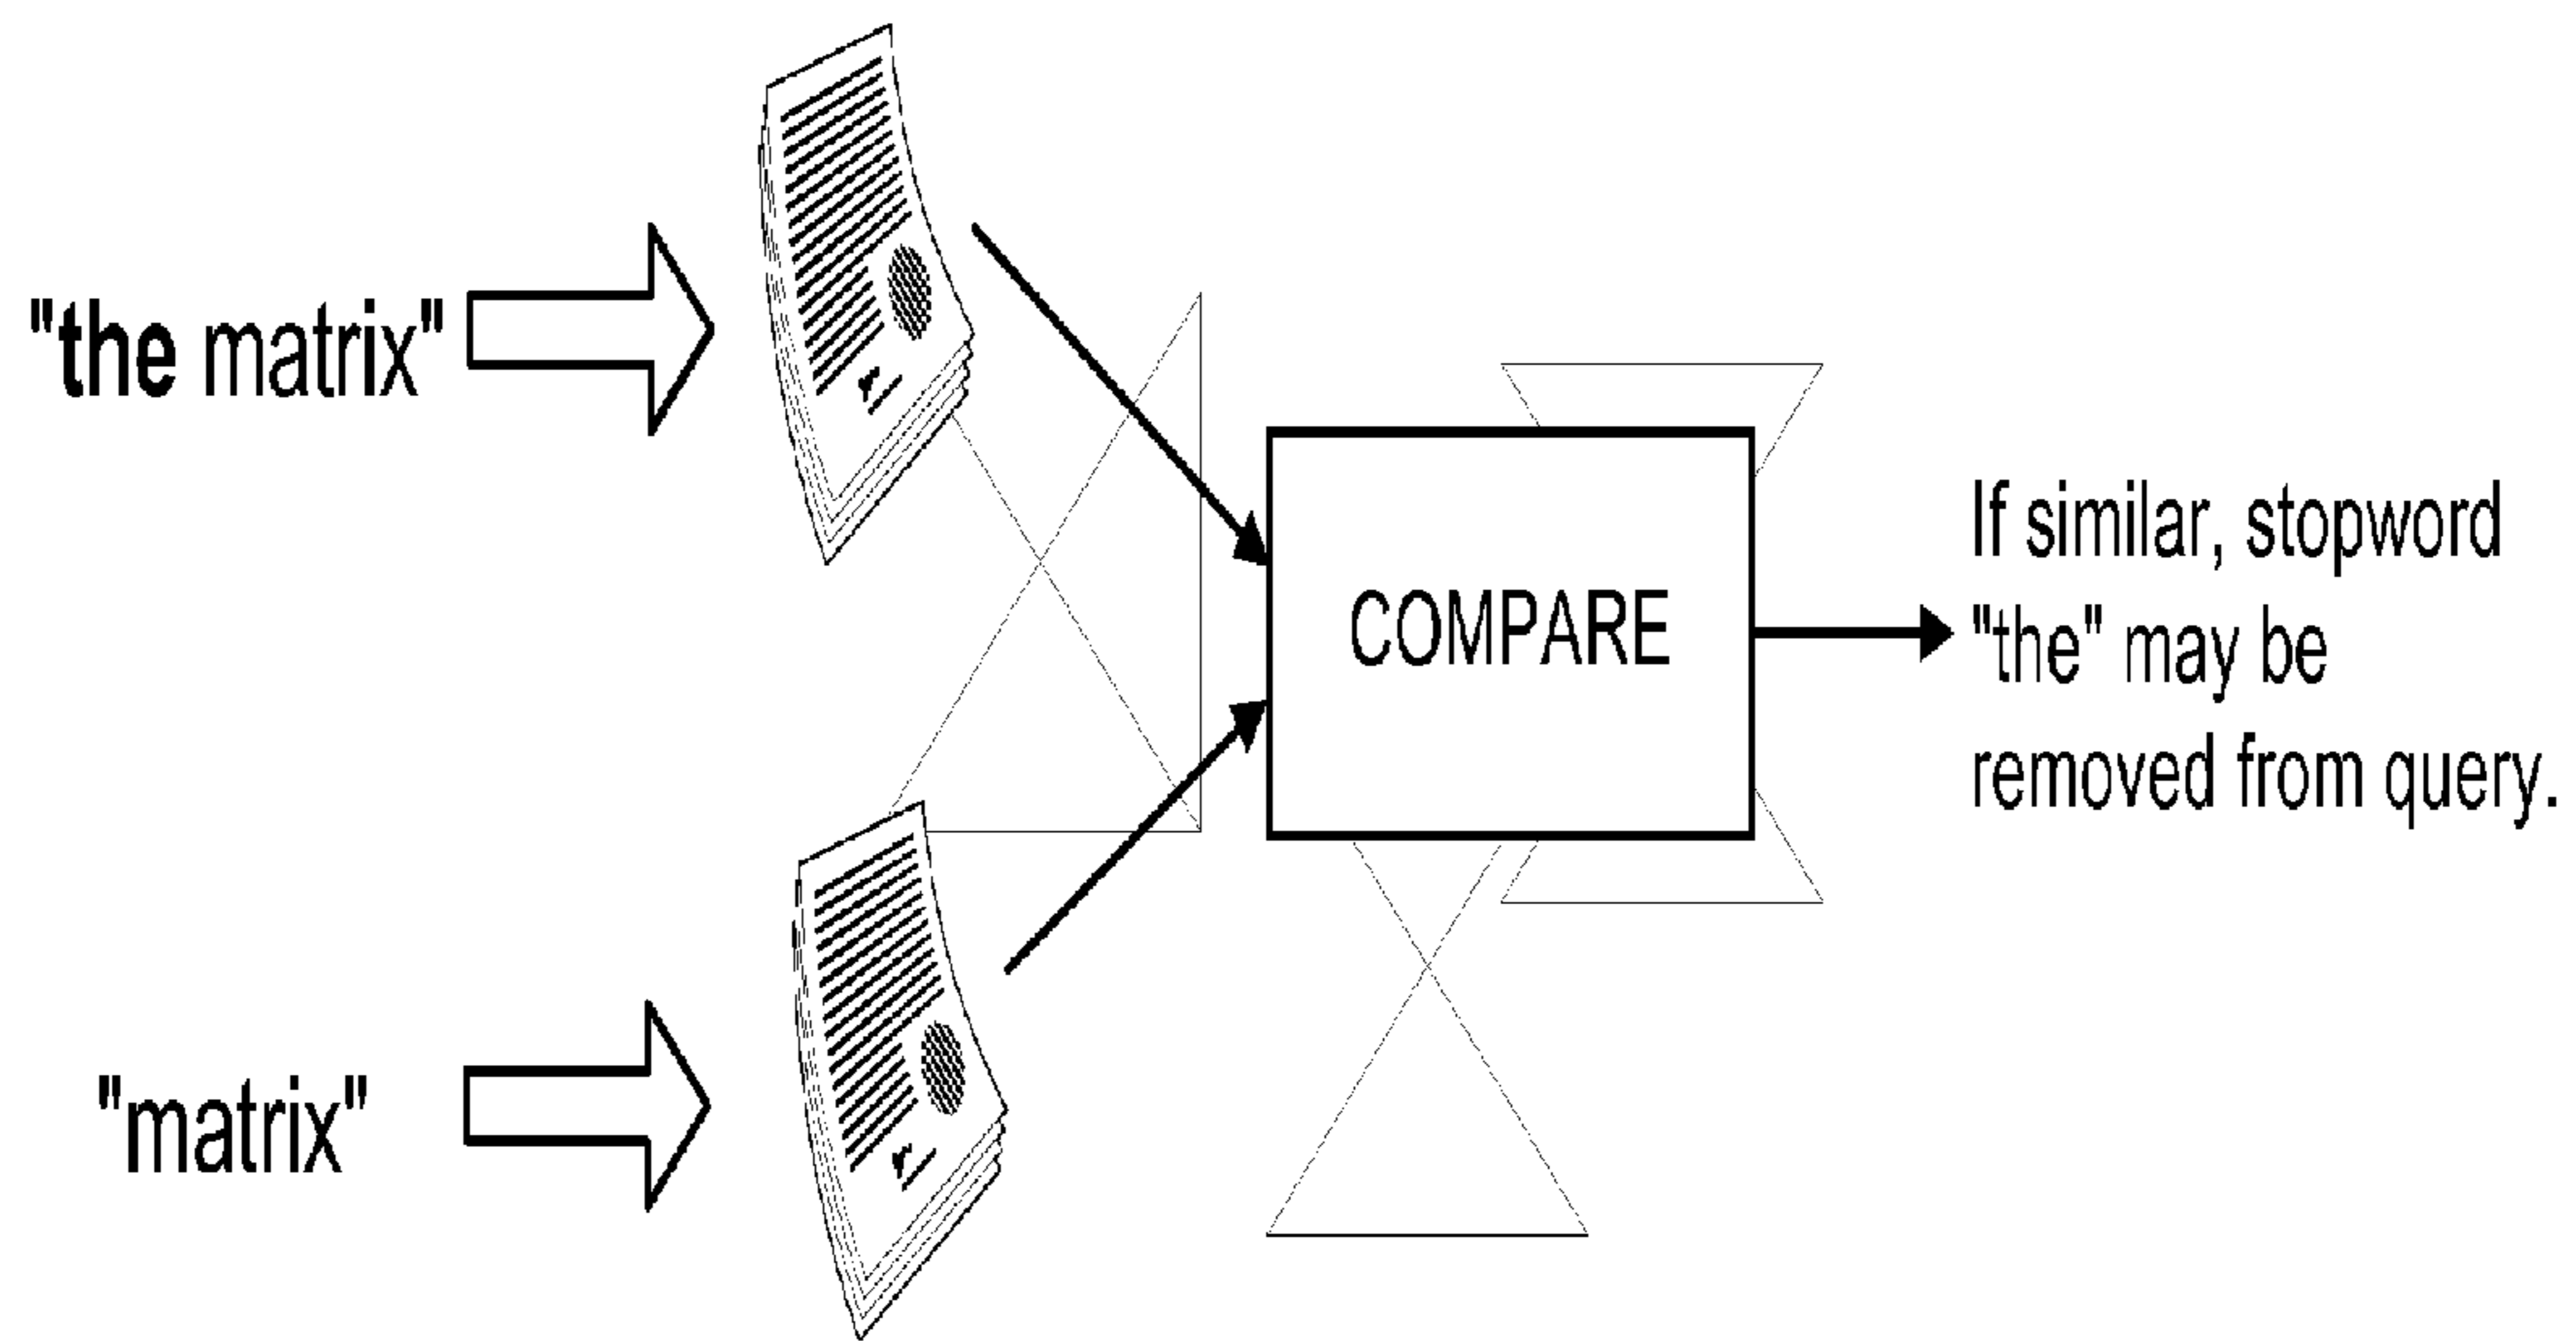 "the matrix"
COMPARE
If similar, stopword
"the" may be
removed from query.
"matrix"